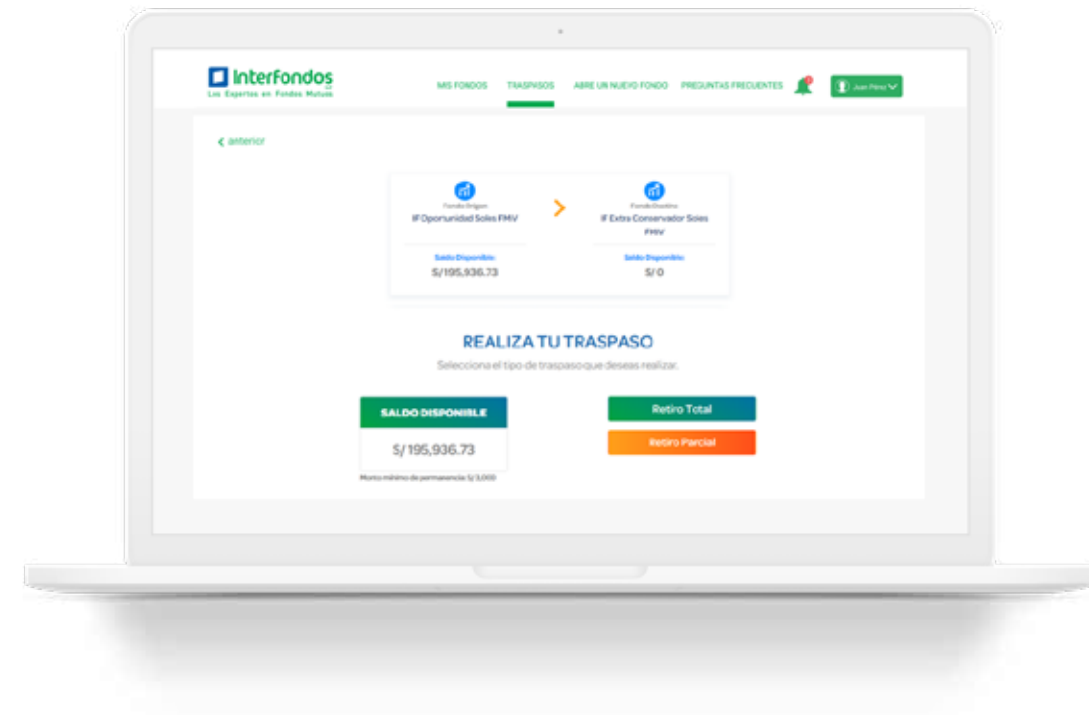 Interfondos
Los Expertos en Fondos Mutuos
MIS FONDOS TRASPASOS ABRE UN NUEVO FONDO PREGUNTAS FRECUENTES Juan Pérez
anterior
Fondo Origen
IF Oportunidad Soles FMIV
Saldo Disponible:
S/195,936.73
Fondo Destino
IF Extra Conservador Soles
FMIV
Saldo Disponible:
S/ 0
REALIZA TU TRASPASO
Selecciona el tipo de traspaso que deseas realizar.
SALDO DISPONIBLE
S/ 195,936.73
Monto mínimo de permanencia: S/ 3,000
Retiro Total
Retiro Parcial